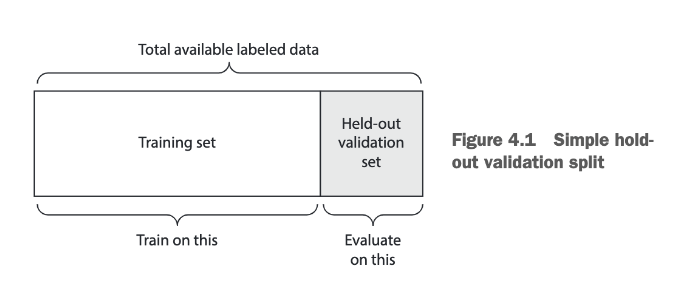 Total available labeled data
Training set
Held-out
validation
set
Train on this
Evaluate
on this
Figure 4.1 Simple hold-
out validation split